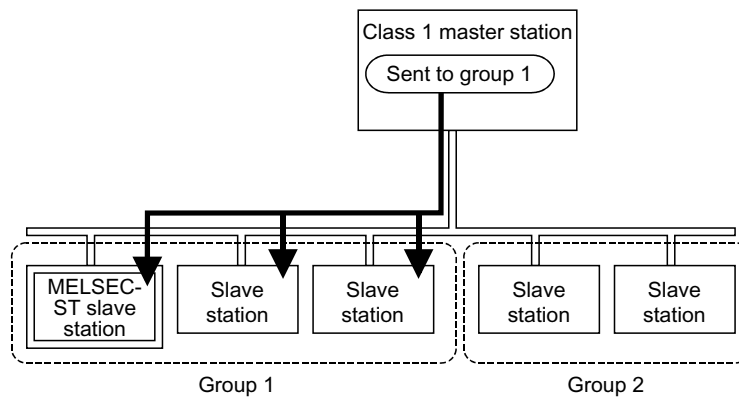 Class 1 master station
Sent to group 1
MELSEC-
ST slave
station
Slave
station
Slave
station
Slave
station
Slave
station
Group 1
Group 2